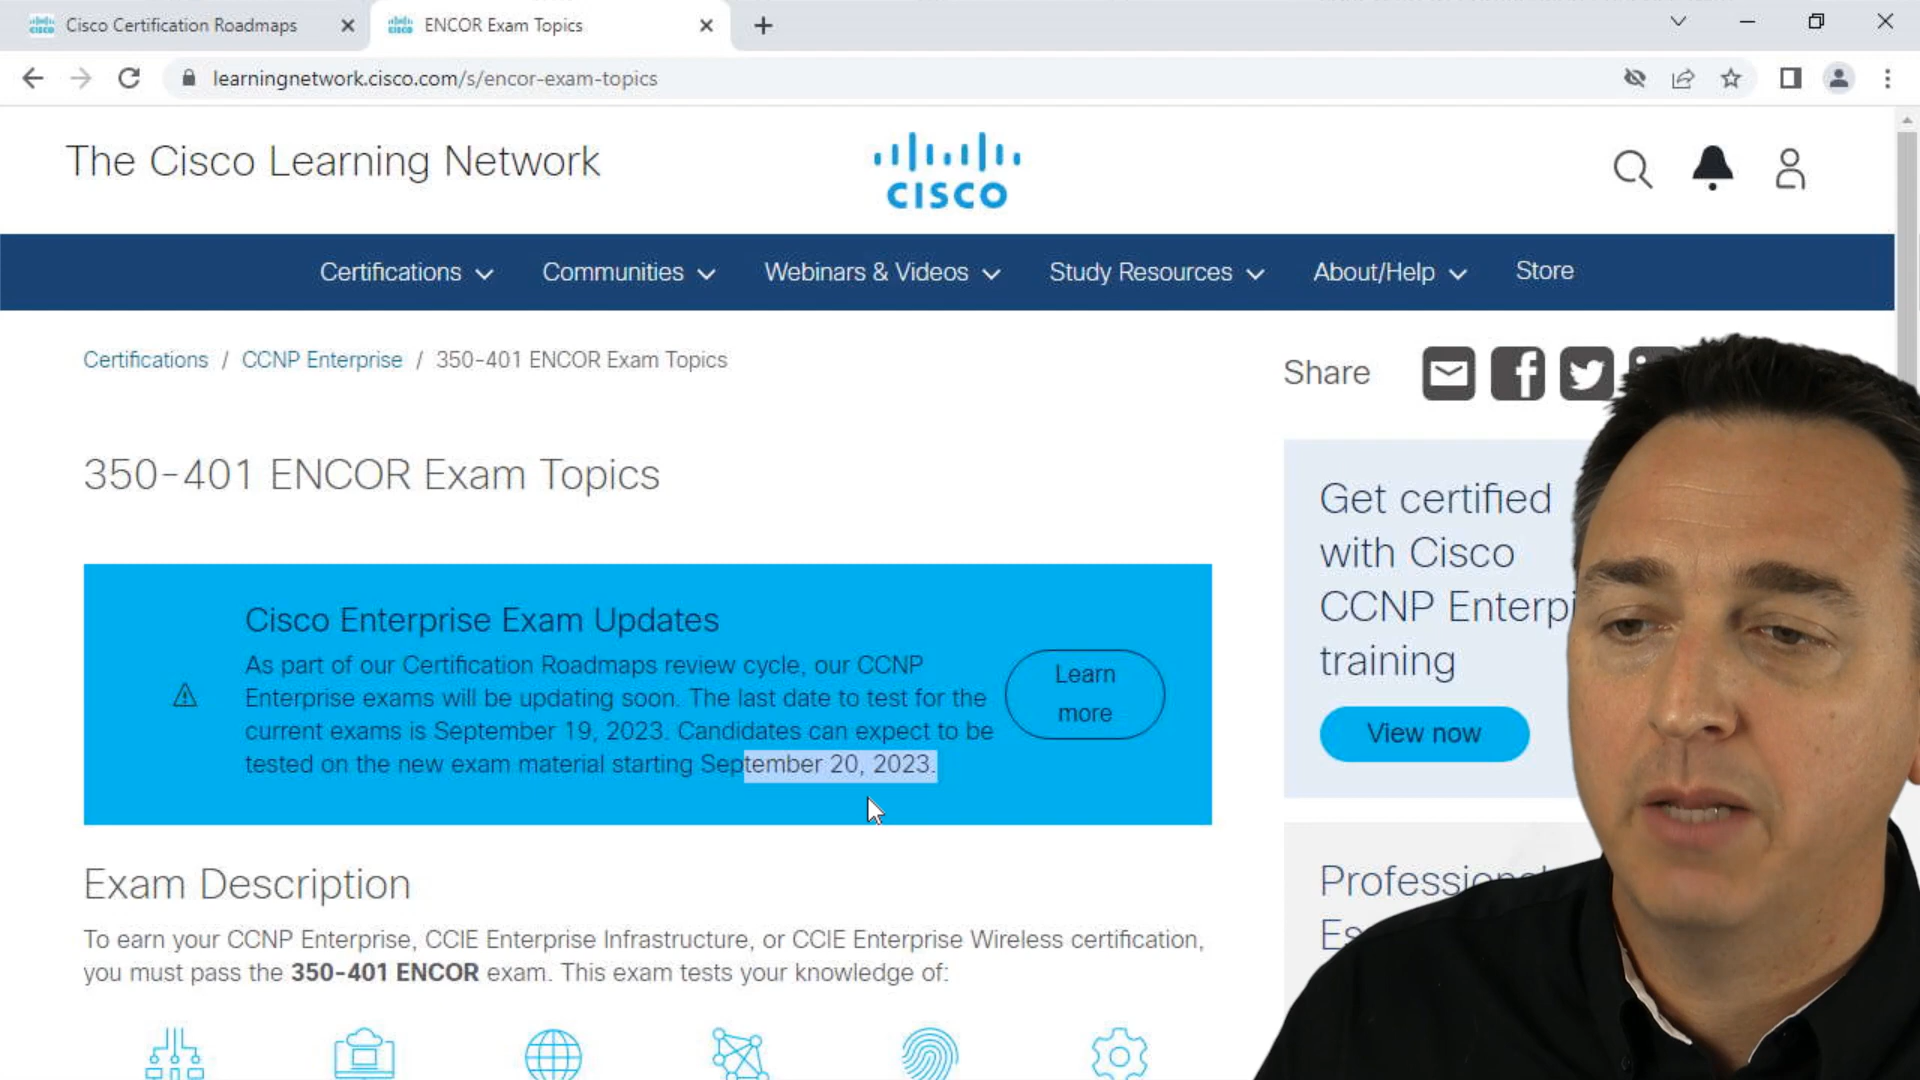 Cisco Certification Roadmaps
ENCOR Exam Topics
learningnetwork.cisco.com/s/encor-exam-topics
The Cisco Learning Network
CISCO
Certifications
Communities
Webinars & Videos
Study Resources
About/Help
Store
Certifications / CCNP Enterprise / 350-401 ENCOR Exam Topics
Share
350-401 ENCOR Exam Topics
Cisco Enterprise Exam Updates
As part of our Certification Roadmaps review cycle, our CCNP
Enterprise exams will be updating soon. The last date to test for the
current exams is September 19, 2023. Candidates can expect to be
tested on the new exam material starting September 20, 2023.
Learn
more
Get certified
with Cisco
CCNP Enterpri
training
View now
Exam Description
To earn your CCNP Enterprise, CCIE Enterprise Infrastructure, or CCIE Enterprise Wireless certification,
you must pass the 350-401 ENCOR exam. This exam tests your knowledge of:
Profession
Es